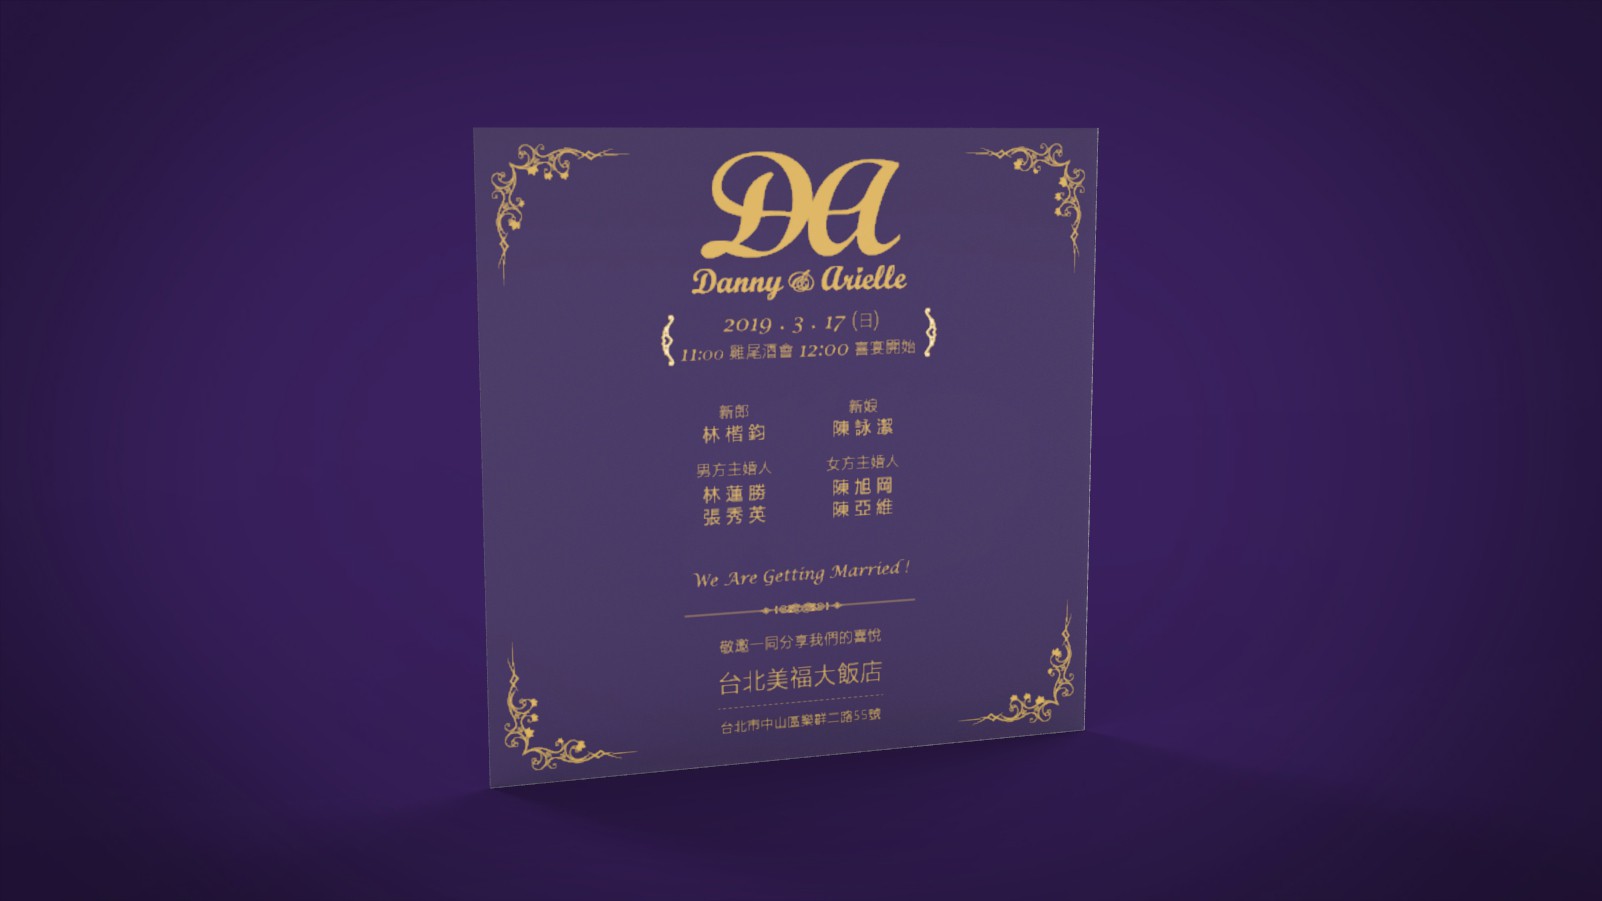 DA
Danny & Arielle
2019 . 3 . 17 (日)
11:00 雞尾酒會 12:00 喜宴開始
新郎 新娘
林楷鈞 陳詠潔
男方主婚人 女方主婚人
林蓮勝 陳旭岡
張秀英 陳亞維
We Are Getting Married !
敬邀一同分享我們的喜悅
台北美福大飯店
台北市中山區樂群二路55號